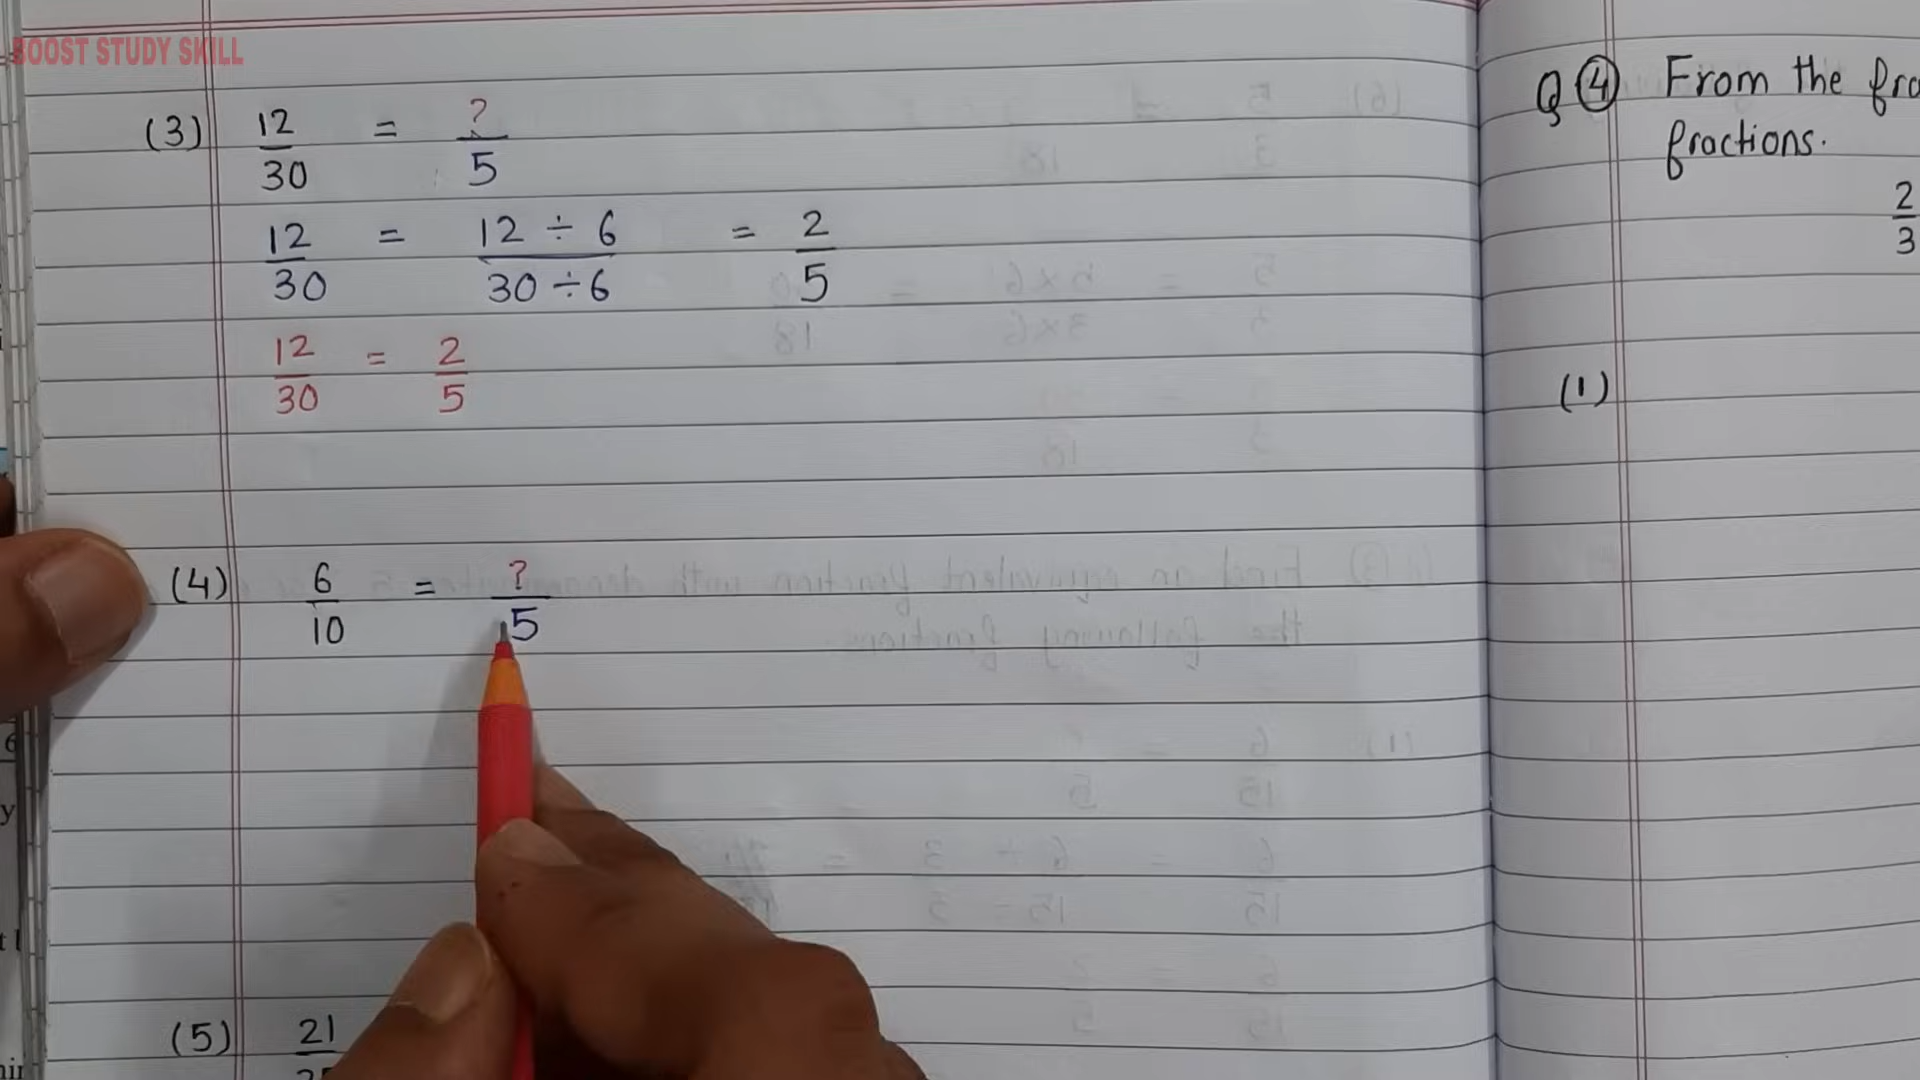 BOOST STUDY SKILL
(3) 12/30 = ?/5
12/30 = 12 ÷ 6/30 ÷ 6 = 2/5
12/30 = 2/5
(4) 6/10 = ?/5
(5) 21
Q 4 From the
fractions.
2/3
(1)